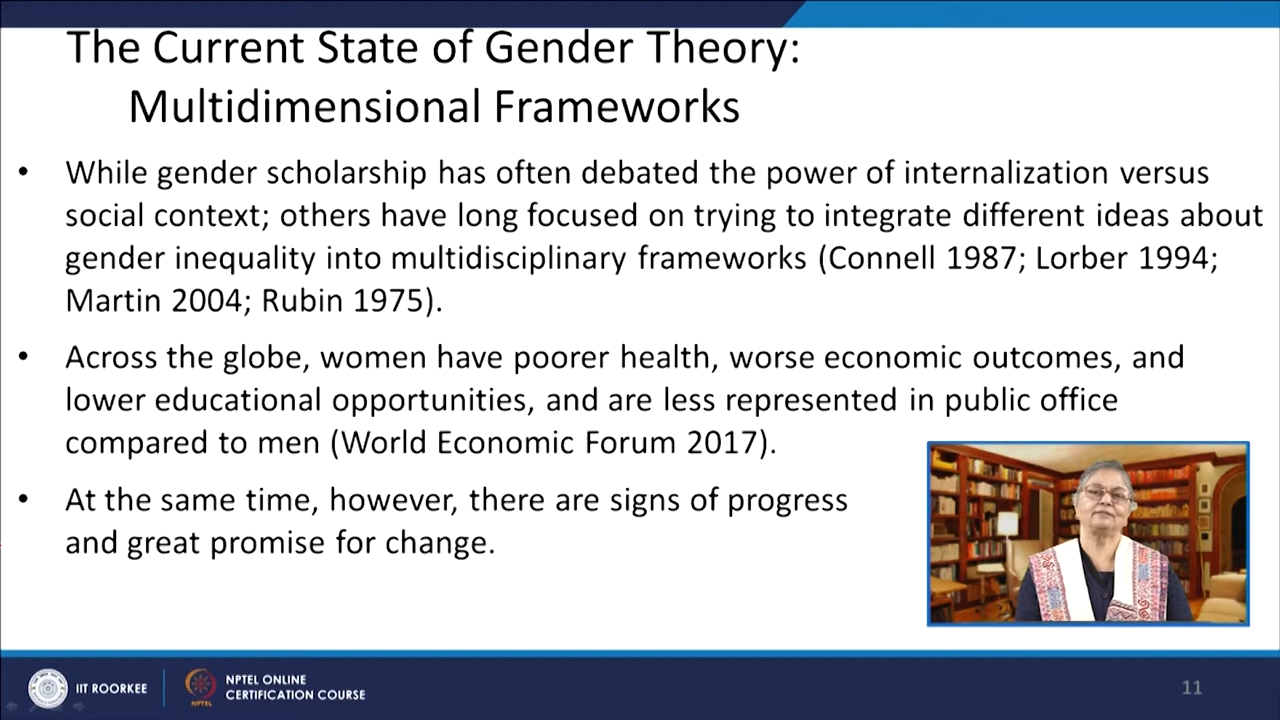 The Current State of Gender Theory:
Multidimensional Frameworks
• While gender scholarship has often debated the power of internalization versus
social context; others have long focused on trying to integrate different ideas about
gender inequality into multidisciplinary frameworks (Connell 1987; Lorber 1994;
Martin 2004; Rubin 1975).
• Across the globe, women have poorer health, worse economic outcomes, and
lower educational opportunities, and are less represented in public office
compared to men (World Economic Forum 2017).
• At the same time, however, there are signs of progress
and great promise for change.
IIT ROORKEE
NPTEL
NPTEL ONLINE
CERTIFICATION COURSE
11